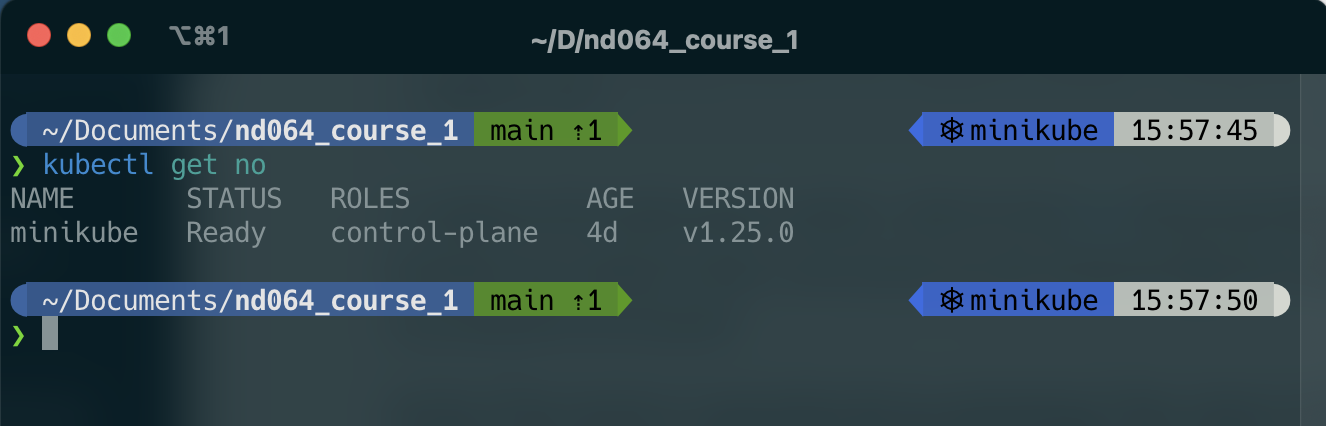 ⌥⌘1 ~/D/nd064_course_1
~/Documents/nd064_course_1 main ⇡1 ⎈ minikube 15:57:45
❯ kubectl get no
NAME STATUS ROLES AGE VERSION
minikube Ready control-plane 4d v1.25.0
~/Documents/nd064_course_1 main ⇡1 ⎈ minikube 15:57:50
❯